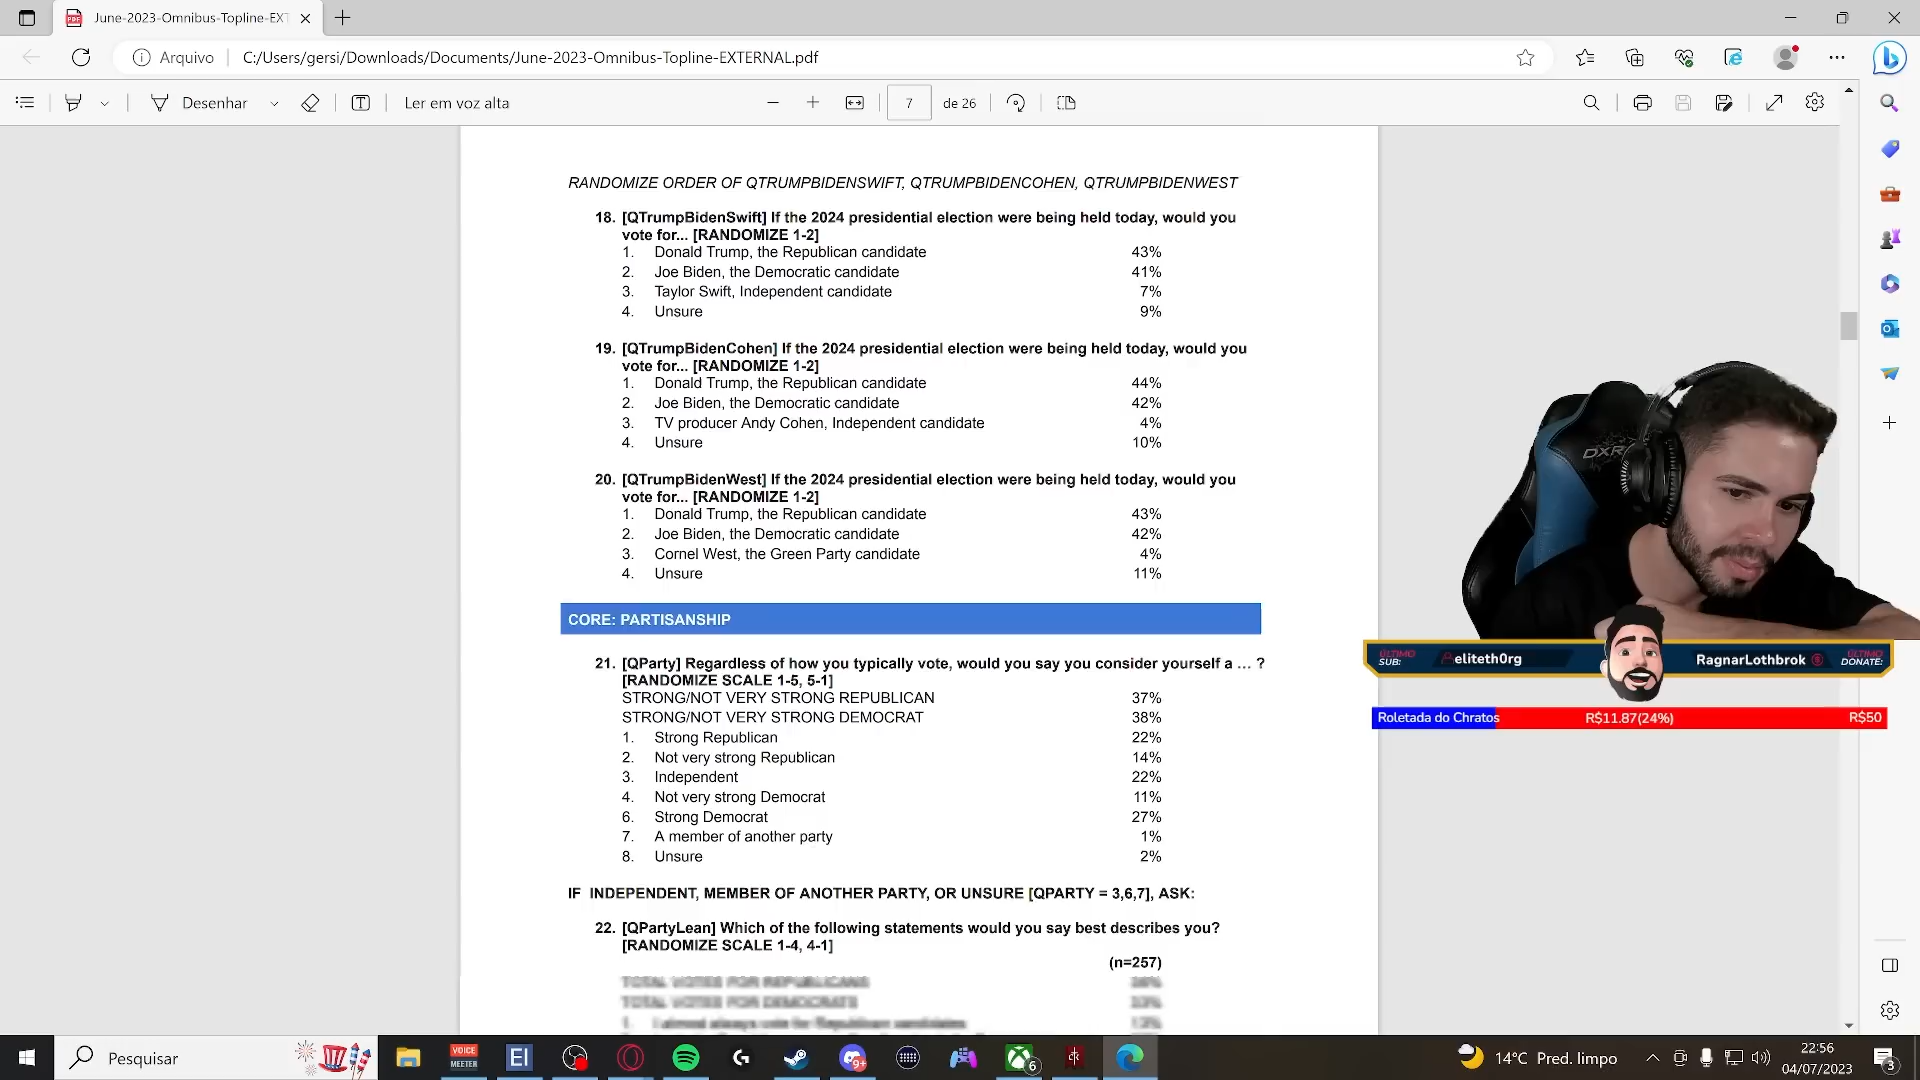 June-2023-Omnibus-Topline-EXT
Arquivo
C:/Users/gersi/Downloads/Documents/June-2023-Omnibus-Topline-EXTERNAL.pdf
Desenhar
Ler em voz alta
7 de 26
RANDOMIZE ORDER OF QTRUMPBIDENSWIFT, QTRUMPBIDENCOHEN, QTRUMPBIDENWEST
18. [QTrumpBidenSwift] If the 2024 presidential election were being held today, would you
vote for... [RANDOMIZE 1-2]
1. Donald Trump, the Republican candidate 43%
2. Joe Biden, the Democratic candidate 41%
3. Taylor Swift, Independent candidate 7%
4. Unsure 9%
19. [QTrumpBidenCohen] If the 2024 presidential election were being held today, would you
vote for... [RANDOMIZE 1-2]
1. Donald Trump, the Republican candidate 44%
2. Joe Biden, the Democratic candidate 42%
3. TV producer Andy Cohen, Independent candidate 4%
4. Unsure 10%
20. [QTrumpBidenWest] If the 2024 presidential election were being held today, would you
vote for... [RANDOMIZE 1-2]
1. Donald Trump, the Republican candidate 43%
2. Joe Biden, the Democratic candidate 42%
3. Cornel West, the Green Party candidate 4%
4. Unsure 11%
CORE: PARTISANSHIP
21. [QParty] Regardless of how you typically vote, would you say you consider yourself a … ?
[RANDOMIZE SCALE 1-5, 5-1]
STRONG/NOT VERY STRONG REPUBLICAN 37%
STRONG/NOT VERY STRONG DEMOCRAT 38%
1. Strong Republican 22%
2. Not very strong Republican 14%
3. Independent 22%
4. Not very strong Democrat 11%
6. Strong Democrat 27%
7. A member of another party 1%
8. Unsure 2%
IF INDEPENDENT, MEMBER OF ANOTHER PARTY, OR UNSURE [QPARTY = 3,6,7], ASK:
22. [QPartyLean] Which of the following statements would you say best describes you?
[RANDOMIZE SCALE 1-4, 4-1]
(n=257)
DXR
ÚLTIMO SUB: eliteth0rg
RagnarLothbrok ÚLTIMO DONATE:
Roletada do Chratos R$11.87(24%) R$50
Pesquisar
VOICE MEETER
EI
9+
6
14°C Pred. limpo
22:56
04/07/2023
3